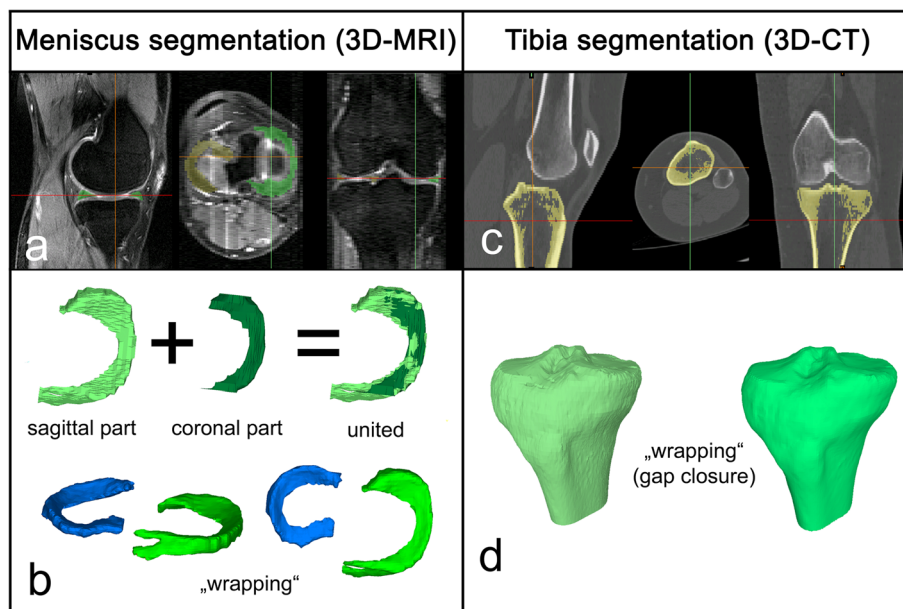 Meniscus segmentation (3D-MRI)
Tibia segmentation (3D-CT)
a
c
+
=
sagittal part
coronal part
united
„wrapping“
b
„wrapping“
(gap closure)
d